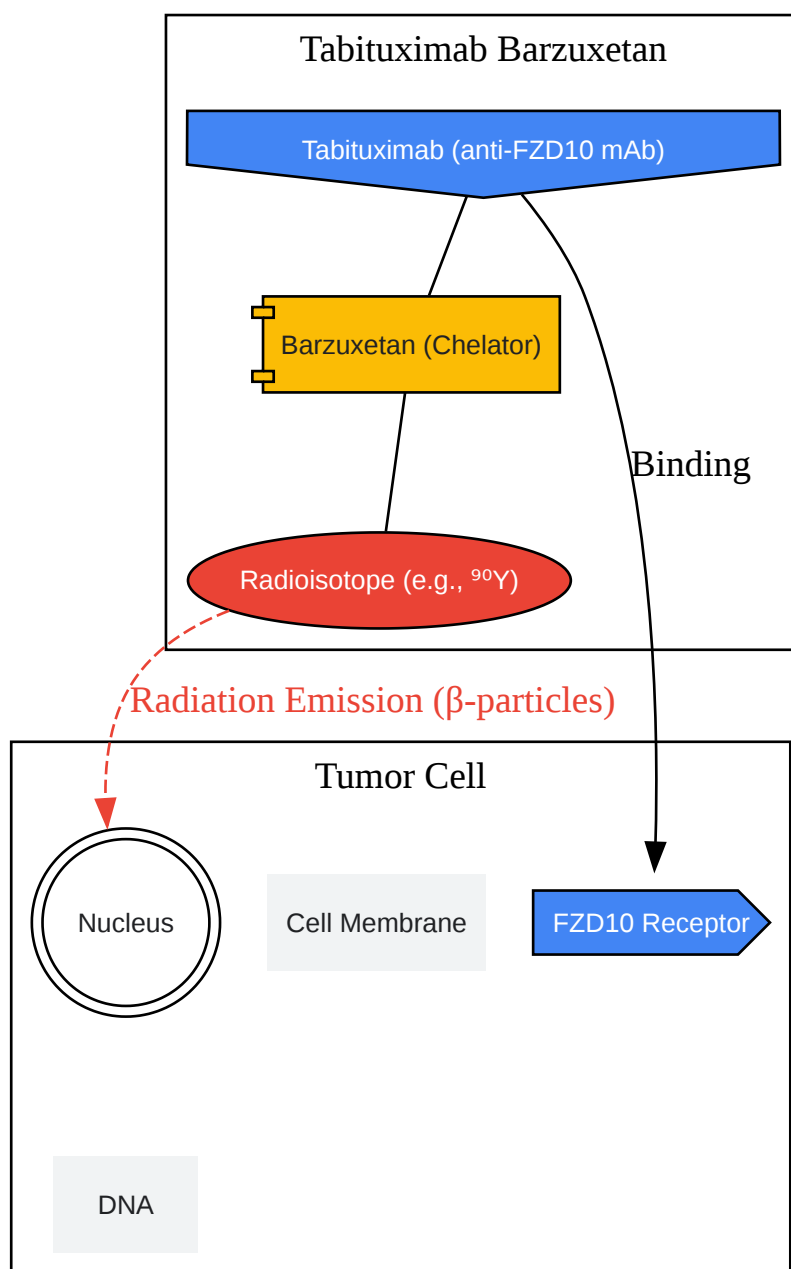 Tabituximab Barzuxetan
Tabituximab (anti-FZD10 mAb)
Barzuxetan (Chelator)
Binding
Radioisotope (e.g., ⁹⁰Y)
Radiation Emission (β-particles)
Tumor Cell
Nucleus
Cell Membrane
FZD10 Receptor
DNA